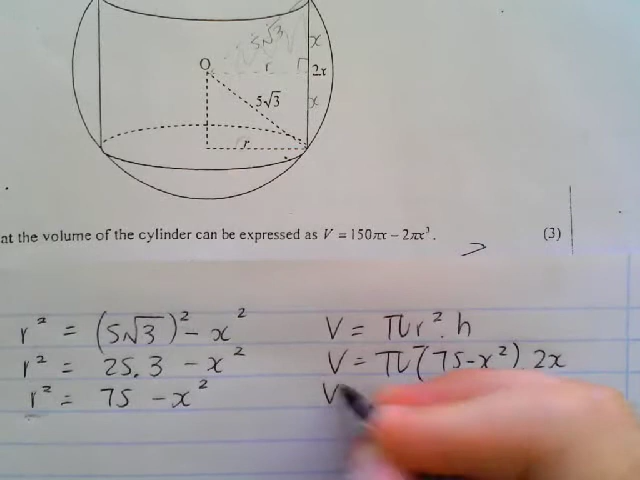 5√3
x
O
r
2x
5√3
x
r
at the volume of the cylinder can be expressed as V = 150πx − 2πx³. (3)
r² = (5√3)² − x²
V = πr².h
r² = 25.3 − x²
V = π(75-x²).2x
r² = 75 − x²
V